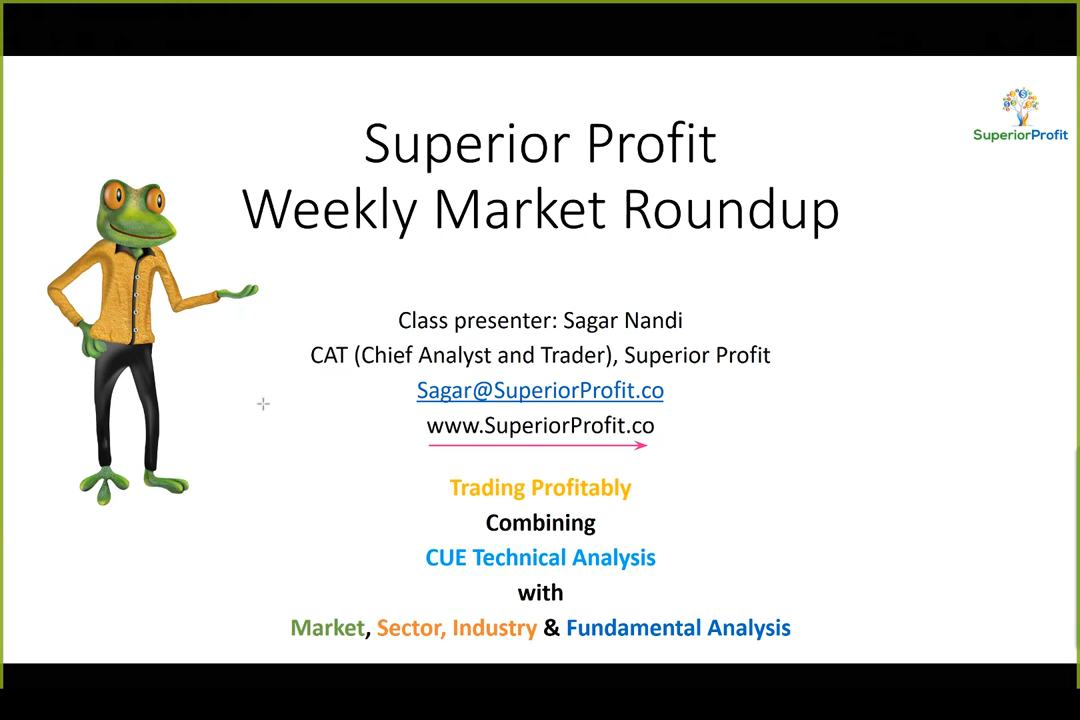 SuperiorProfit
Superior Profit
Weekly Market Roundup
Class presenter: Sagar Nandi
CAT (Chief Analyst and Trader), Superior Profit
Sagar@SuperiorProfit.co
www.SuperiorProfit.co
Trading Profitably
Combining
CUE Technical Analysis
with
Market, Sector, Industry & Fundamental Analysis